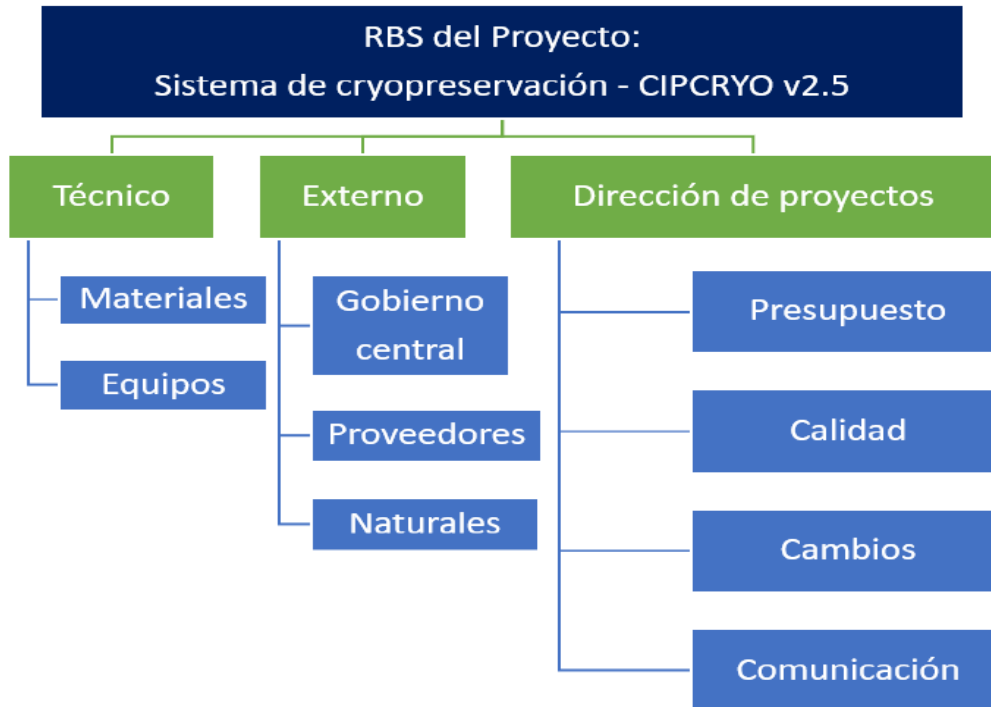 RBS del Proyecto:
Sistema de cryopreservación - CIPCRYO v2.5
Técnico
Materiales
Equipos
Externo
Gobierno
central
Proveedores
Naturales
Dirección de proyectos
Presupuesto
Calidad
Cambios
Comunicación